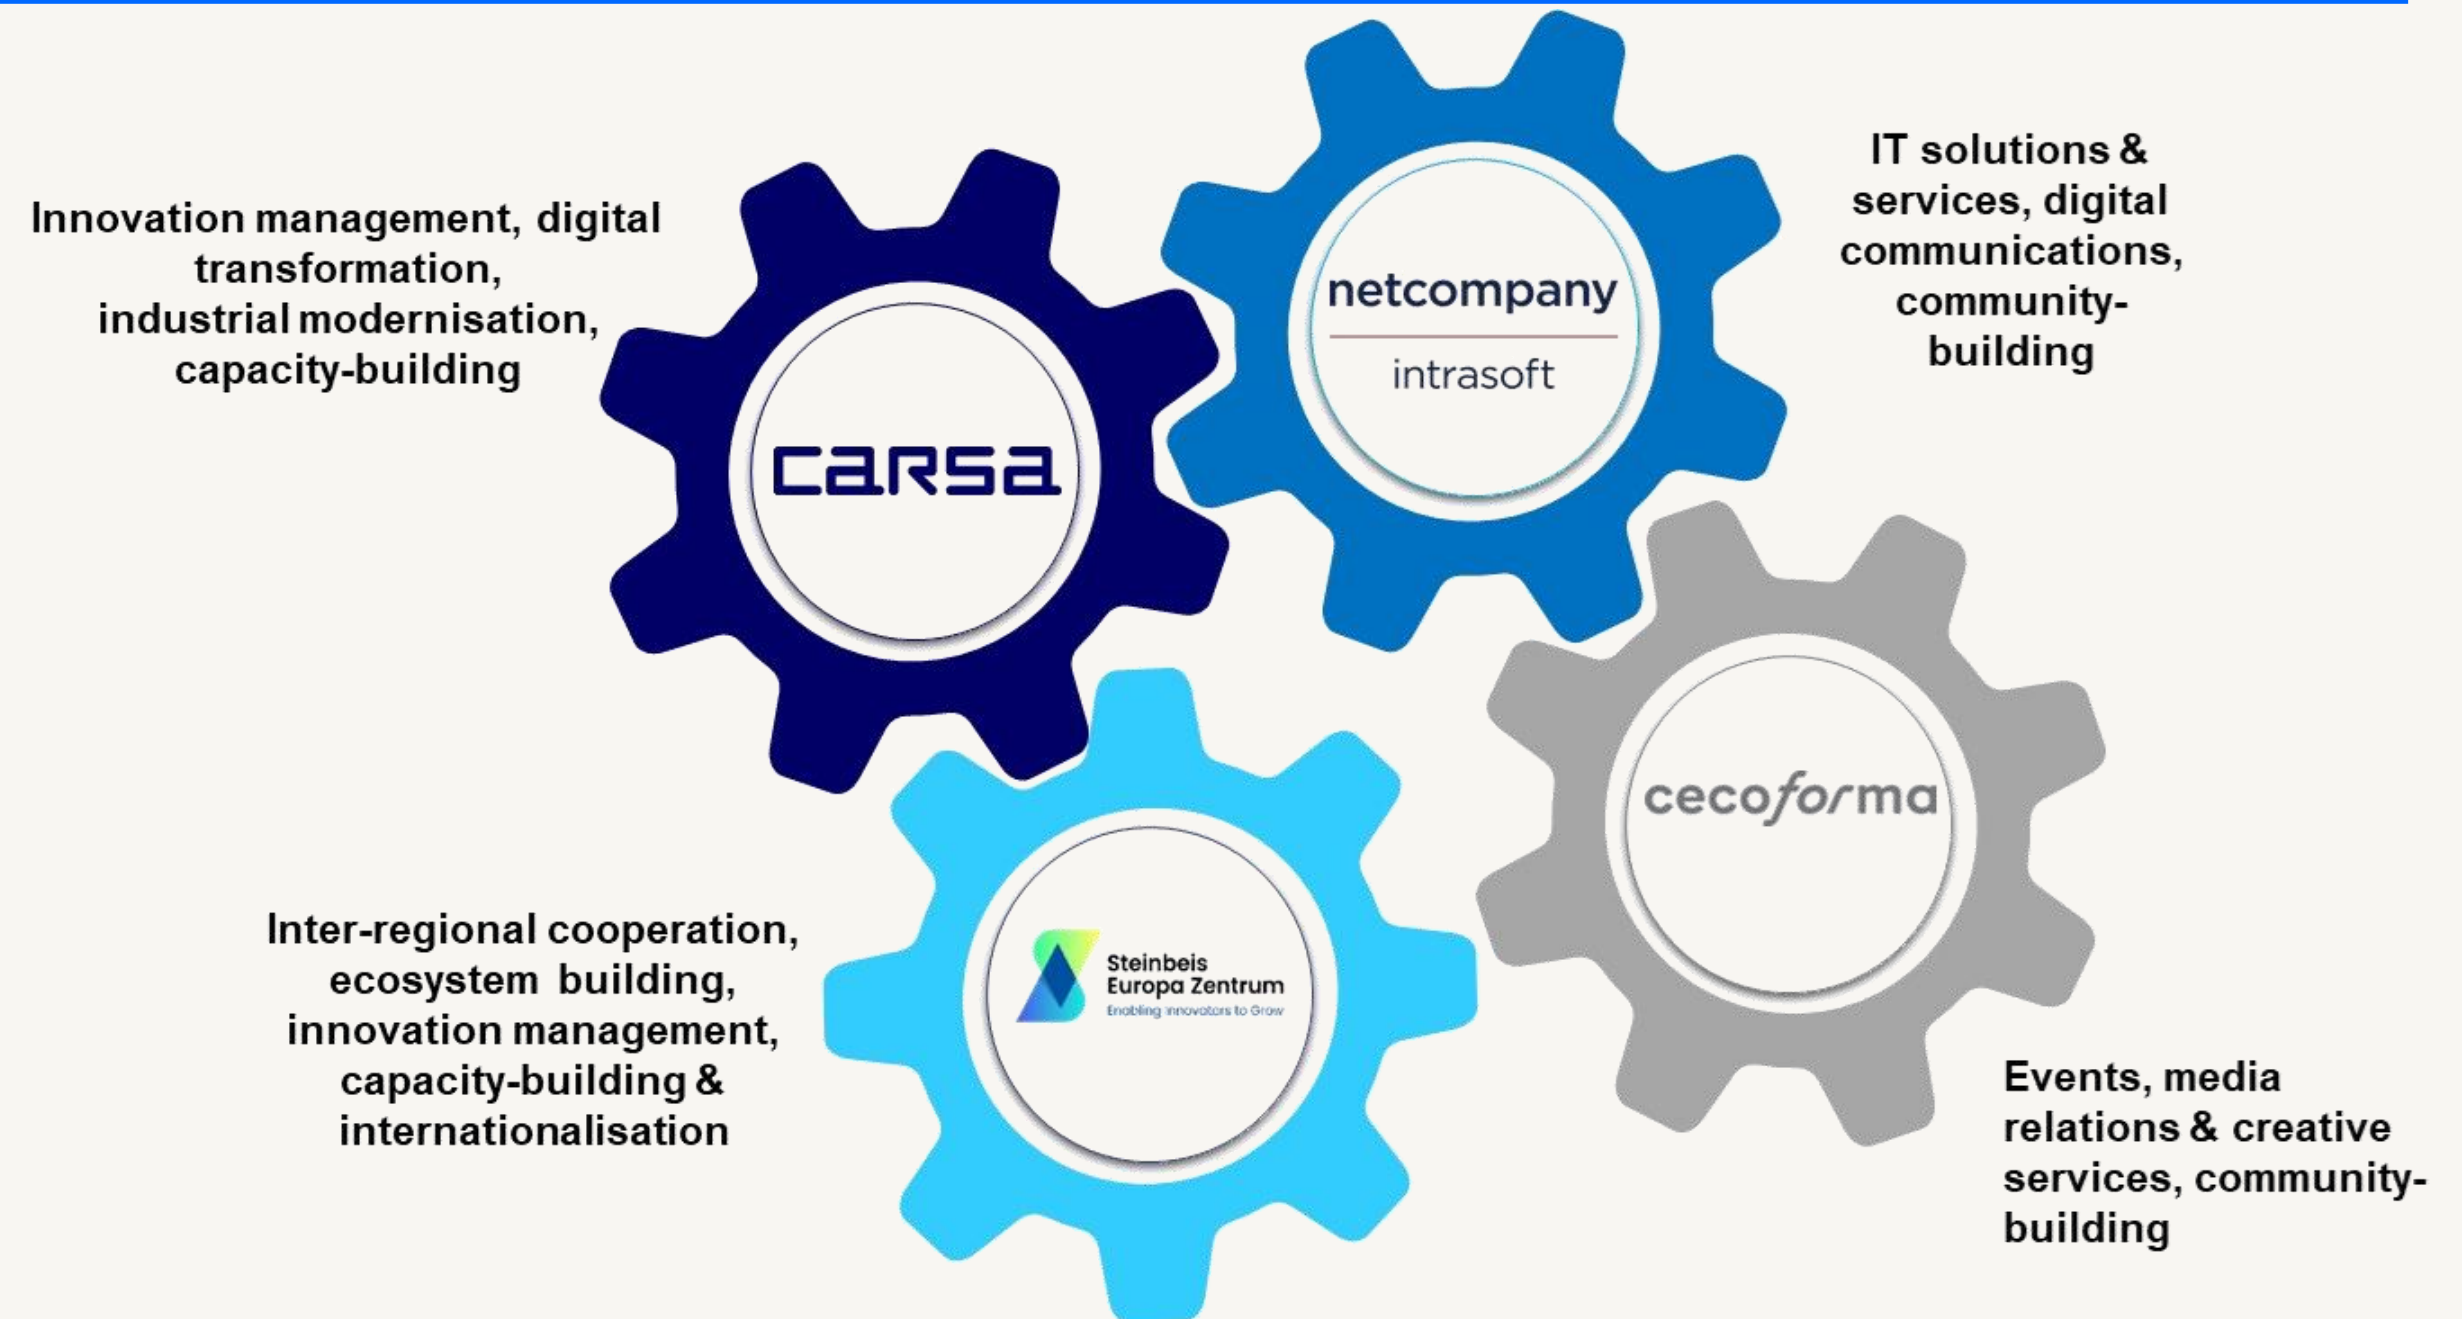 Innovation management, digital
transformation,
industrial modernisation,
capacity-building
carsa
netcompany
intrasoft
IT solutions &
services, digital
communications,
community-
building
Inter-regional cooperation,
ecosystem building,
innovation management,
capacity-building &
internationalisation
Steinbeis
Europa Zentrum
Enabling Innovators to Grow
cecoforma
Events, media
relations & creative
services, community-
building